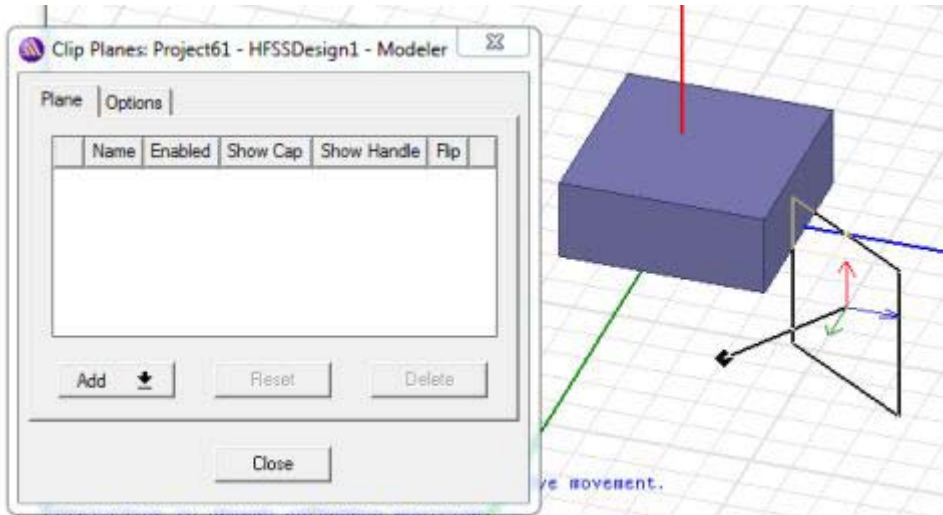 Clip Planes: Project61 - HFSSDesign1 - Modeler
Plane
Options
Name Enabled Show Cap Show Handle Flip
Add Reset Delete
Close
movement.